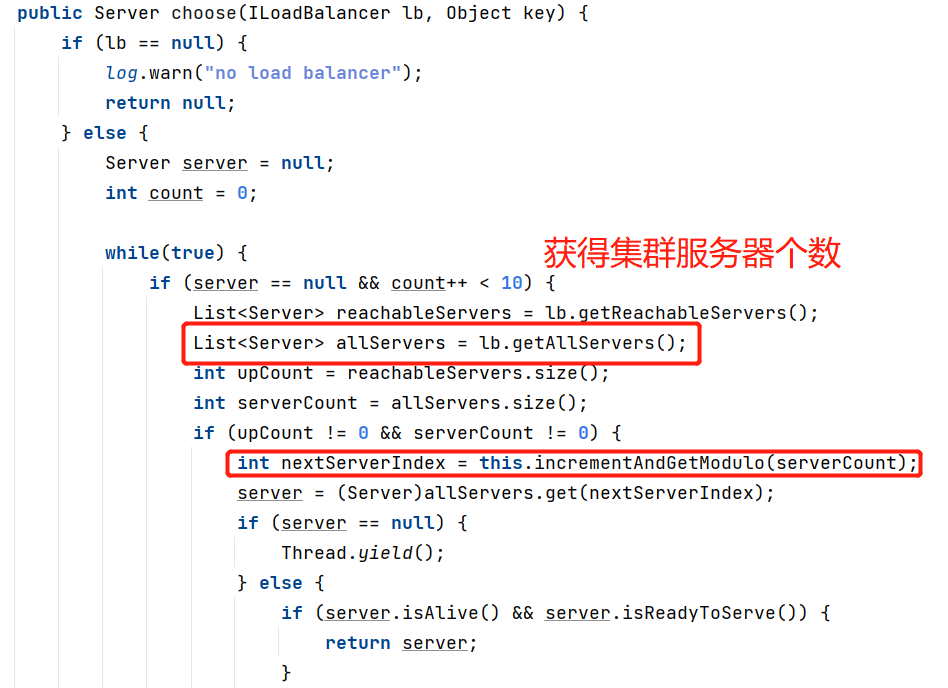 public Server choose(ILoadBalancer lb, Object key) {
if (lb == null) {
log.warn("no load balancer");
return null;
} else {
Server server = null;
int count = 0;
while(true) {
获得集群服务器个数
if (server == null && count++ < 10) {
List<Server> reachableServers = lb.getReachableServers();
List<Server> allServers = lb.getAllServers();
int upCount = reachableServers.size();
int serverCount = allServers.size();
if (upCount != 0 && serverCount != 0) {
int nextServerIndex = this.incrementAndGetModulo(serverCount);
server = (Server)allServers.get(nextServerIndex);
if (server == null) {
Thread.yield();
} else {
if (server.isAlive() && server.isReadyToServe()) {
return server;
}